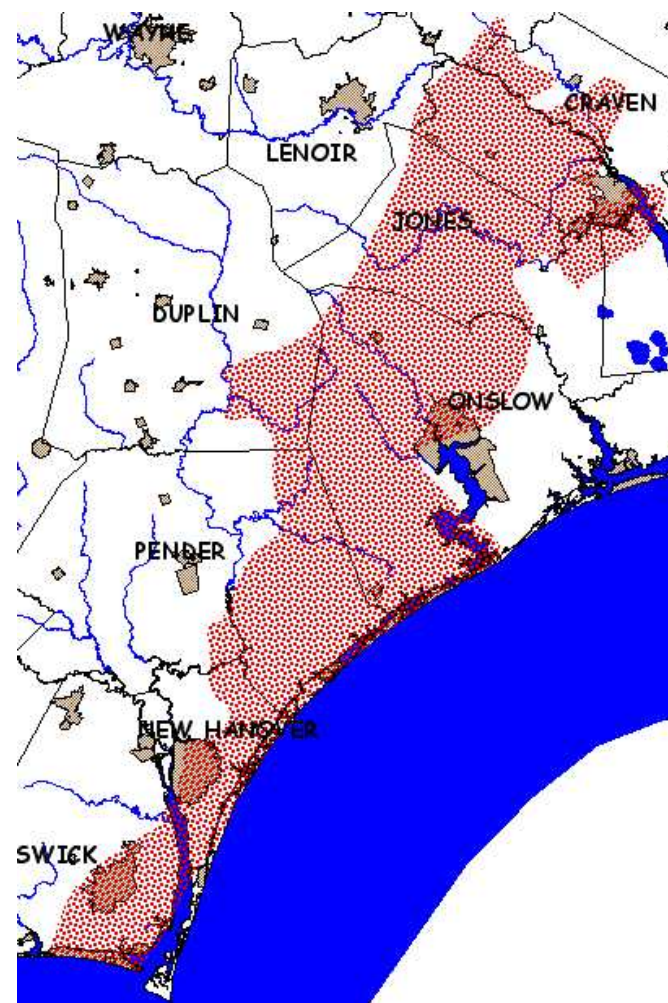 WAYNE
CRAVEN
LENOIR
JONES
DUPLIN
ONSLOW
PENDER
NEW HANOVER
SWICK